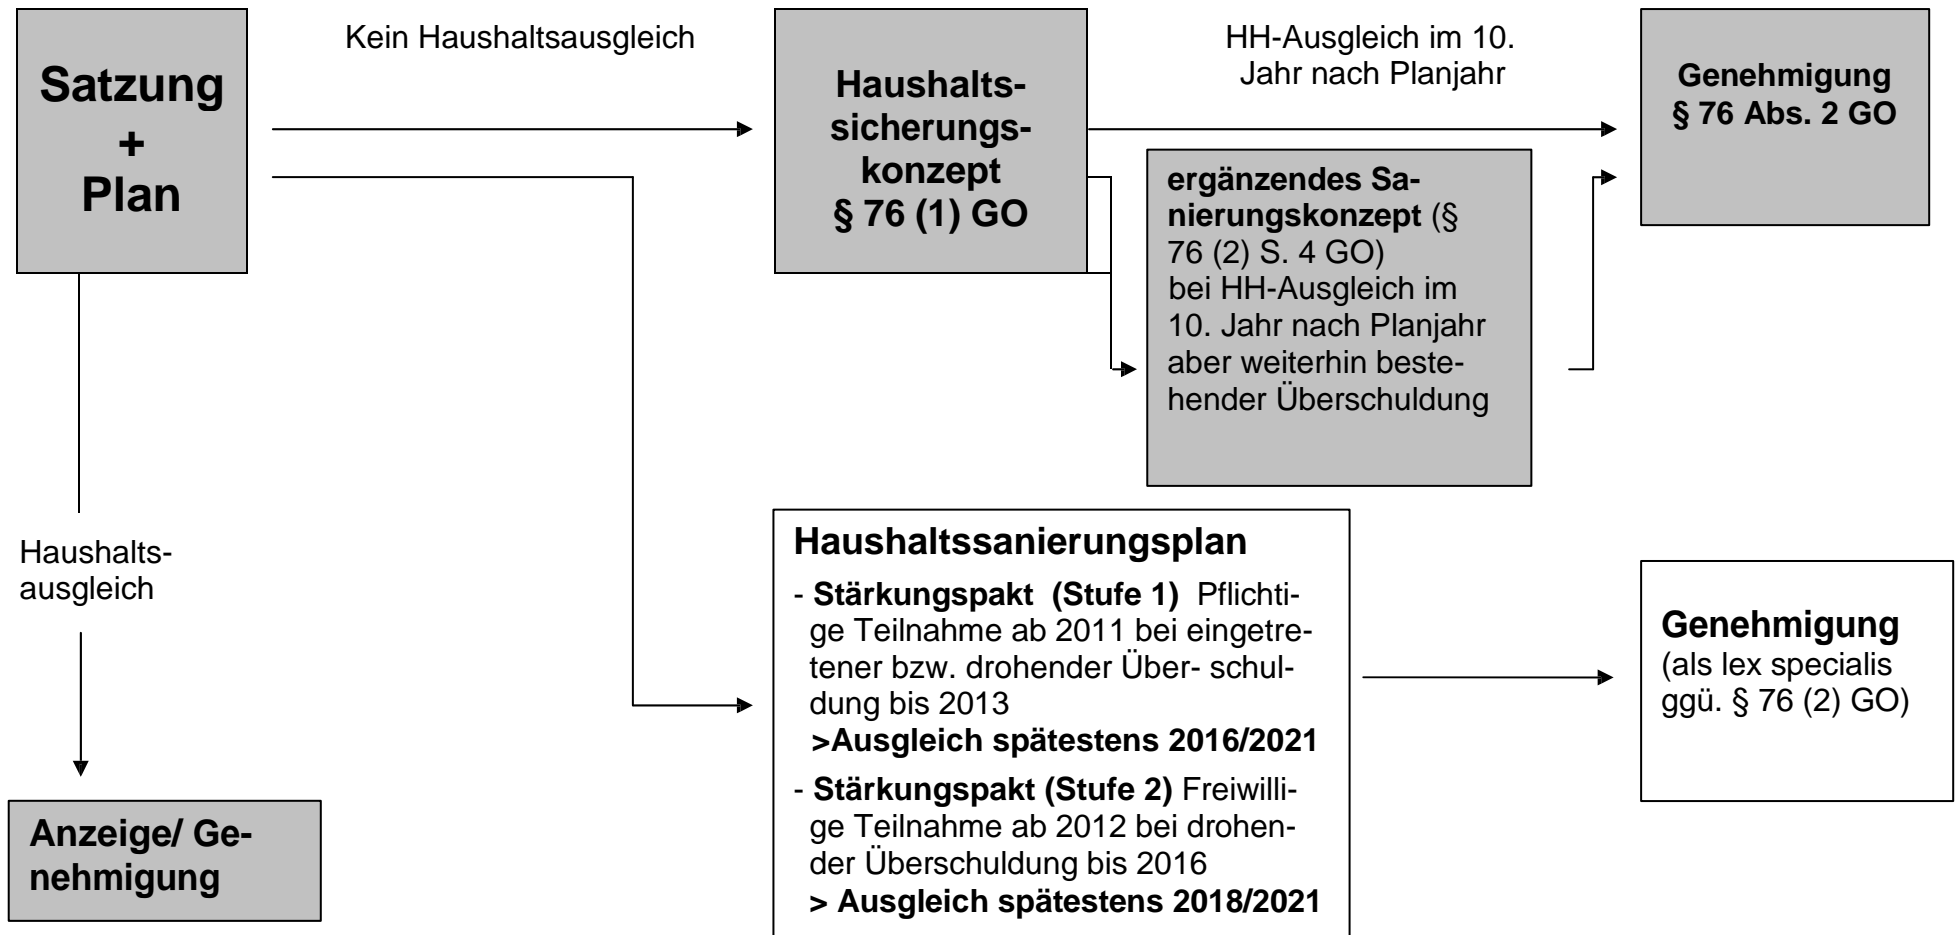 Satzung
+
Plan
Kein Haushaltsausgleich
Haushalts-
sicherungs-
konzept
§ 76 (1) GO
HH-Ausgleich im 10.
Jahr nach Planjahr
Genehmigung
§ 76 Abs. 2 GO
ergänzendes Sa-
nierungskonzept (§
76 (2) S. 4 GO)
bei HH-Ausgleich im
10. Jahr nach Planjahr
aber weiterhin beste-
hender Überschuldung
Haushalts-
ausgleich
Anzeige/ Ge-
nehmigung
Haushaltssanierungsplan
- Stärkungspakt (Stufe 1) Pflichti-
ge Teilnahme ab 2011 bei eingetre-
tener bzw. drohender Über- schul-
dung bis 2013
>Ausgleich spätestens 2016/2021
- Stärkungspakt (Stufe 2) Freiwilli-
ge Teilnahme ab 2012 bei drohen-
der Überschuldung bis 2016
> Ausgleich spätestens 2018/2021
Genehmigung
(als lex specialis
ggü. § 76 (2) GO)